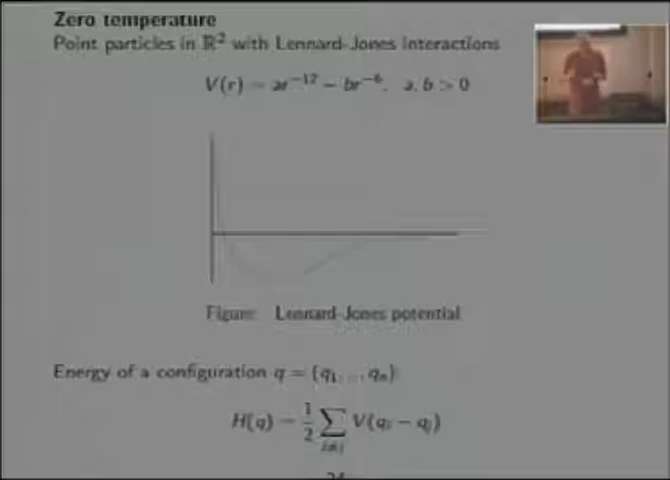 Zero temperature
Point particles in ℝ² with Lennard-Jones interactions
V(r) = ar⁻¹² − br⁻⁶, a, b > 0
Figure: Lennard-Jones potential
Energy of a configuration q = {q₁, ..., qₙ}
H(q) = 1/2 ∑_{i≠j} V(qᵢ − qⱼ)